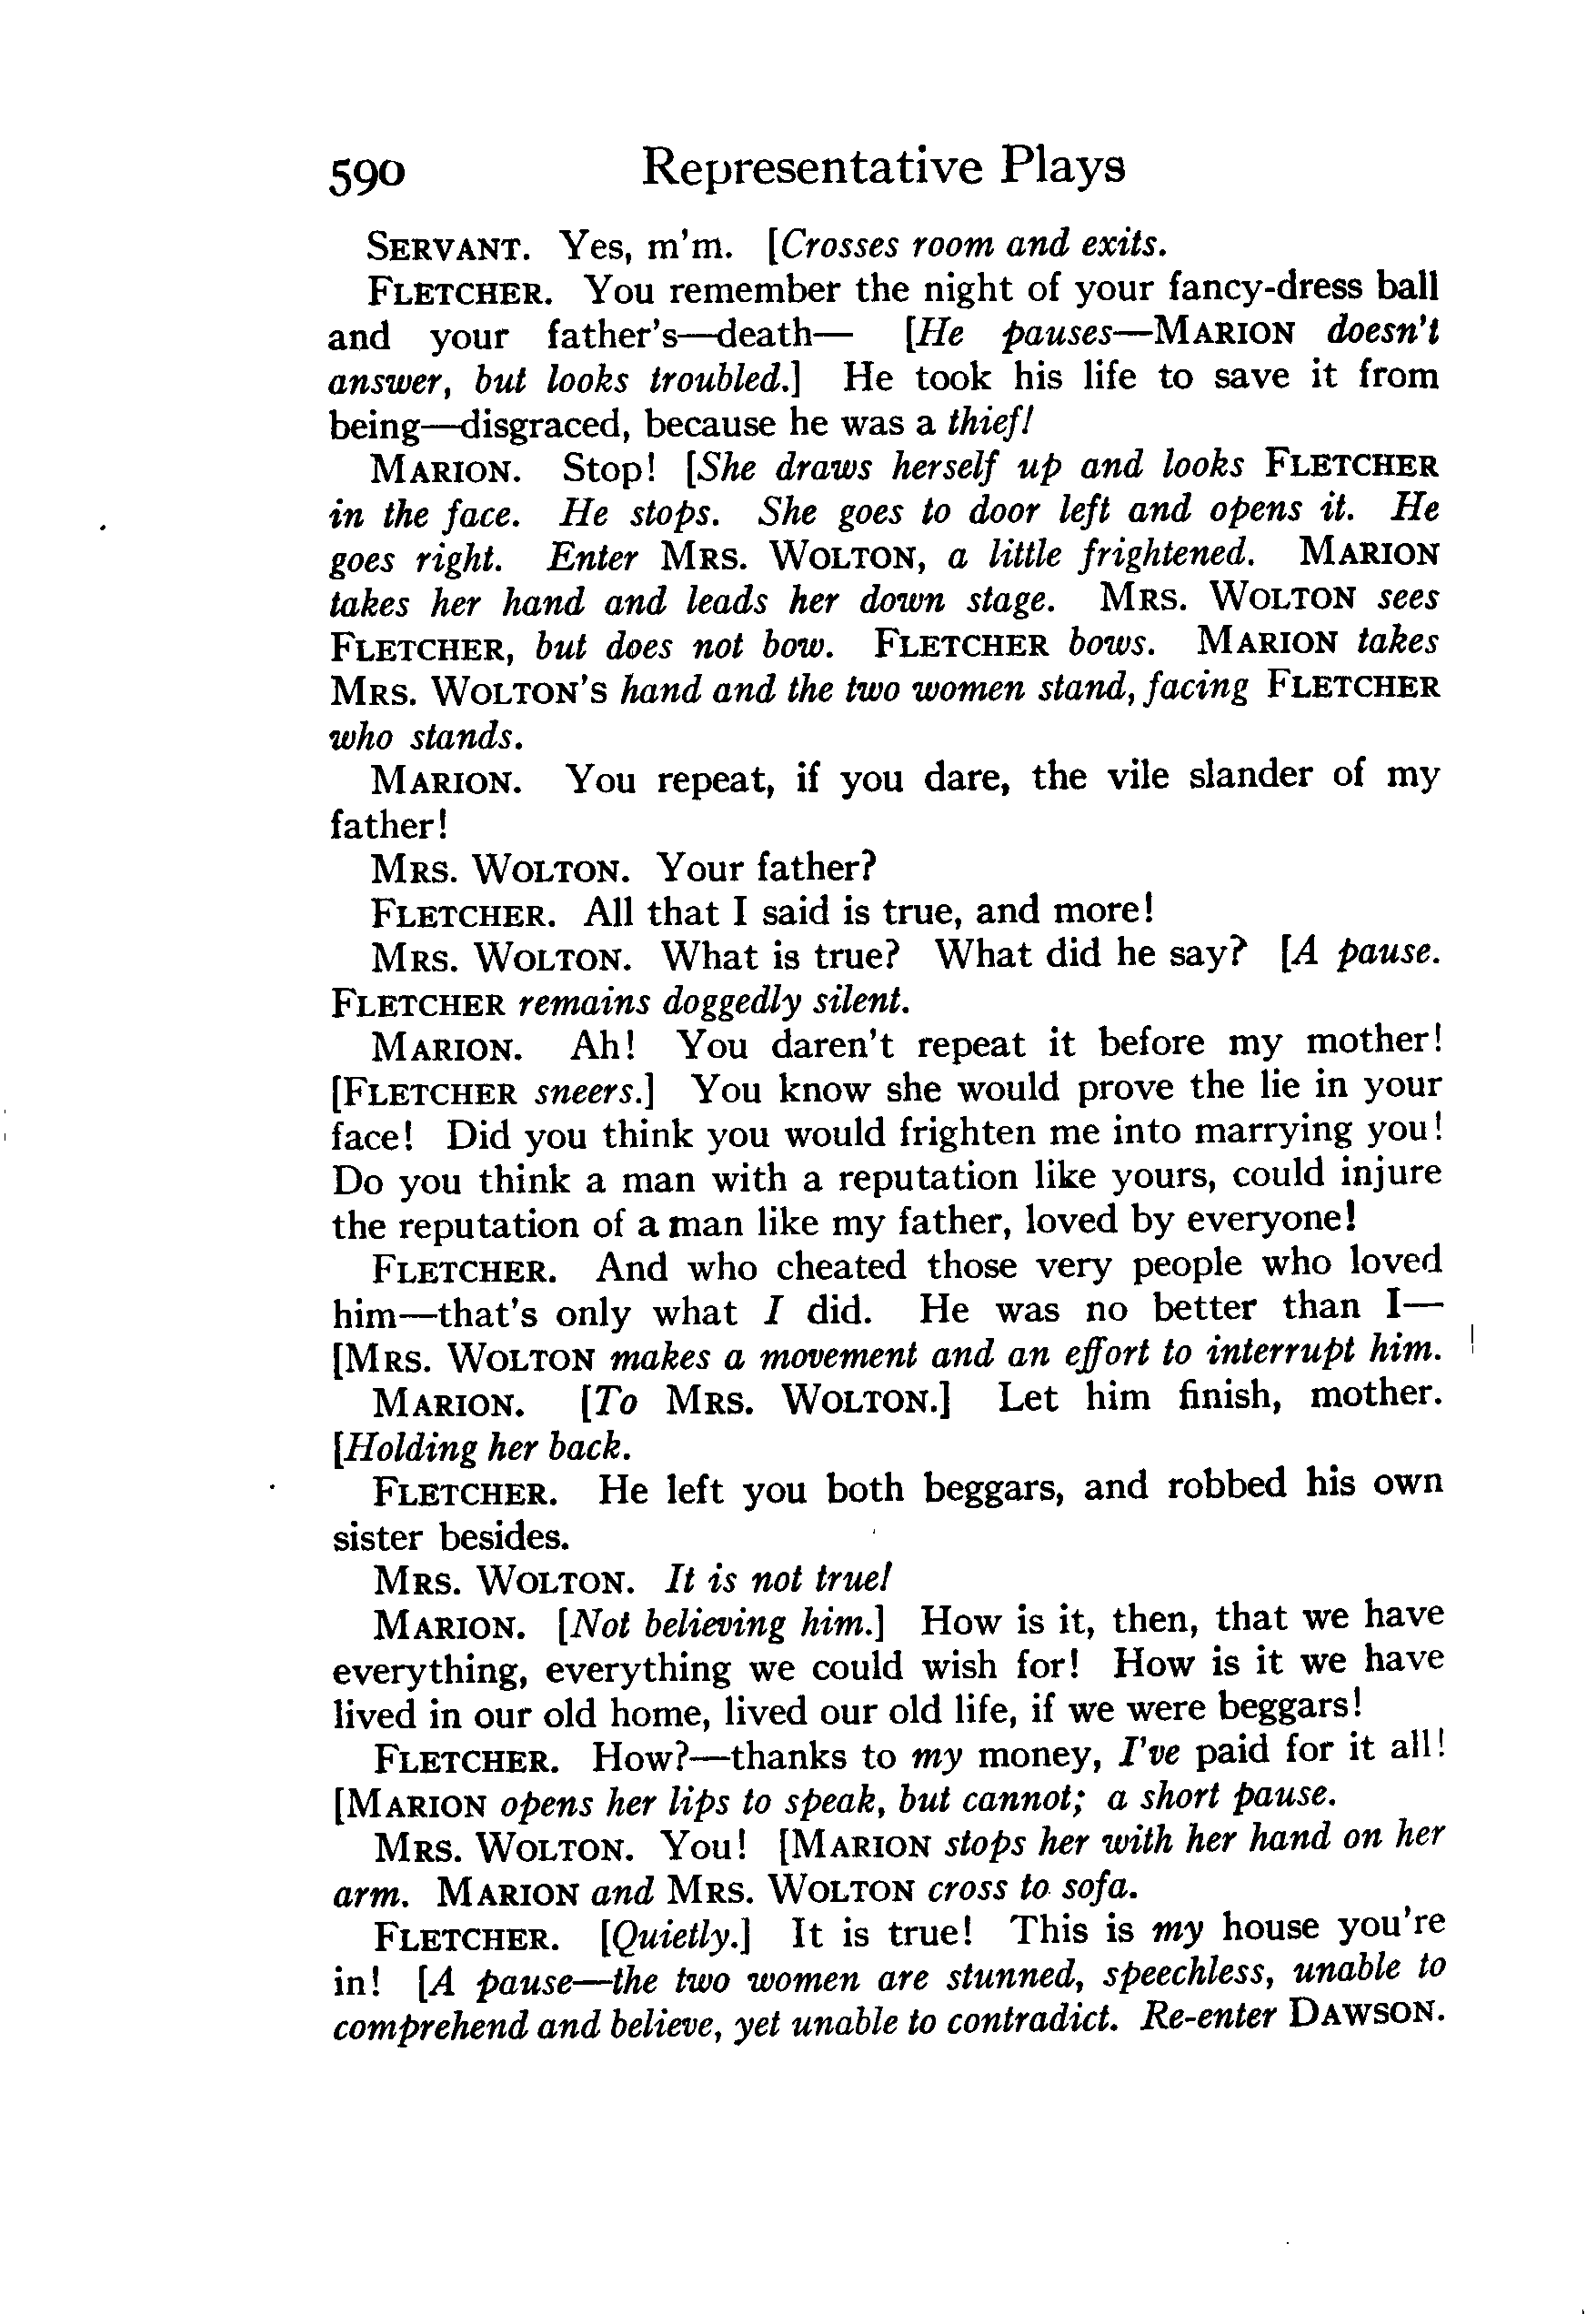 590 Representative Plays
SERVANT. Yes, m'm. [Crosses room and exits.
FLETCHER. You remember the night of your fancy-dress ball
and your father's—death— [He pauses—MARION doesn't
answer, but looks troubled.] He took his life to save it from
being—disgraced, because he was a thief!
MARION. Stop! [She draws herself up and looks FLETCHER
in the face. He stops. She goes to door left and opens it. He
goes right. Enter MRS. WOLTON, a little frightened. MARION
takes her hand and leads her down stage. MRS. WOLTON sees
FLETCHER, but does not bow. FLETCHER bows. MARION takes
MRS. WOLTON'S hand and the two women stand, facing FLETCHER
who stands.
MARION. You repeat, if you dare, the vile slander of my
father!
MRS. WOLTON. Your father?
FLETCHER. All that I said is true, and more!
MRS. WOLTON. What is true? What did he say? [A pause.
FLETCHER remains doggedly silent.
MARION. Ah! You daren't repeat it before my mother!
[FLETCHER sneers.] You know she would prove the lie in your
face! Did you think you would frighten me into marrying you!
Do you think a man with a reputation like yours, could injure
the reputation of a man like my father, loved by everyone!
FLETCHER. And who cheated those very people who loved
him—that's only what I did. He was no better than I—
[MRS. WOLTON makes a movement and an effort to interrupt him.
MARION. [To MRS. WOLTON.] Let him finish, mother.
[Holding her back.
FLETCHER. He left you both beggars, and robbed his own
sister besides.
MRS. WOLTON. It is not true!
MARION. [Not believing him.] How is it, then, that we have
everything, everything we could wish for! How is it we have
lived in our old home, lived our old life, if we were beggars!
FLETCHER. How?—thanks to my money, I've paid for it all!
[MARION opens her lips to speak, but cannot; a short pause.
MRS. WOLTON. You! [MARION stops her with her hand on her
arm. MARION and MRS. WOLTON cross to sofa.
FLETCHER. [Quietly.] It is true! This is my house you're
in! [A pause—the two women are stunned, speechless, unable to
comprehend and believe, yet unable to contradict. Re-enter DAWSON.